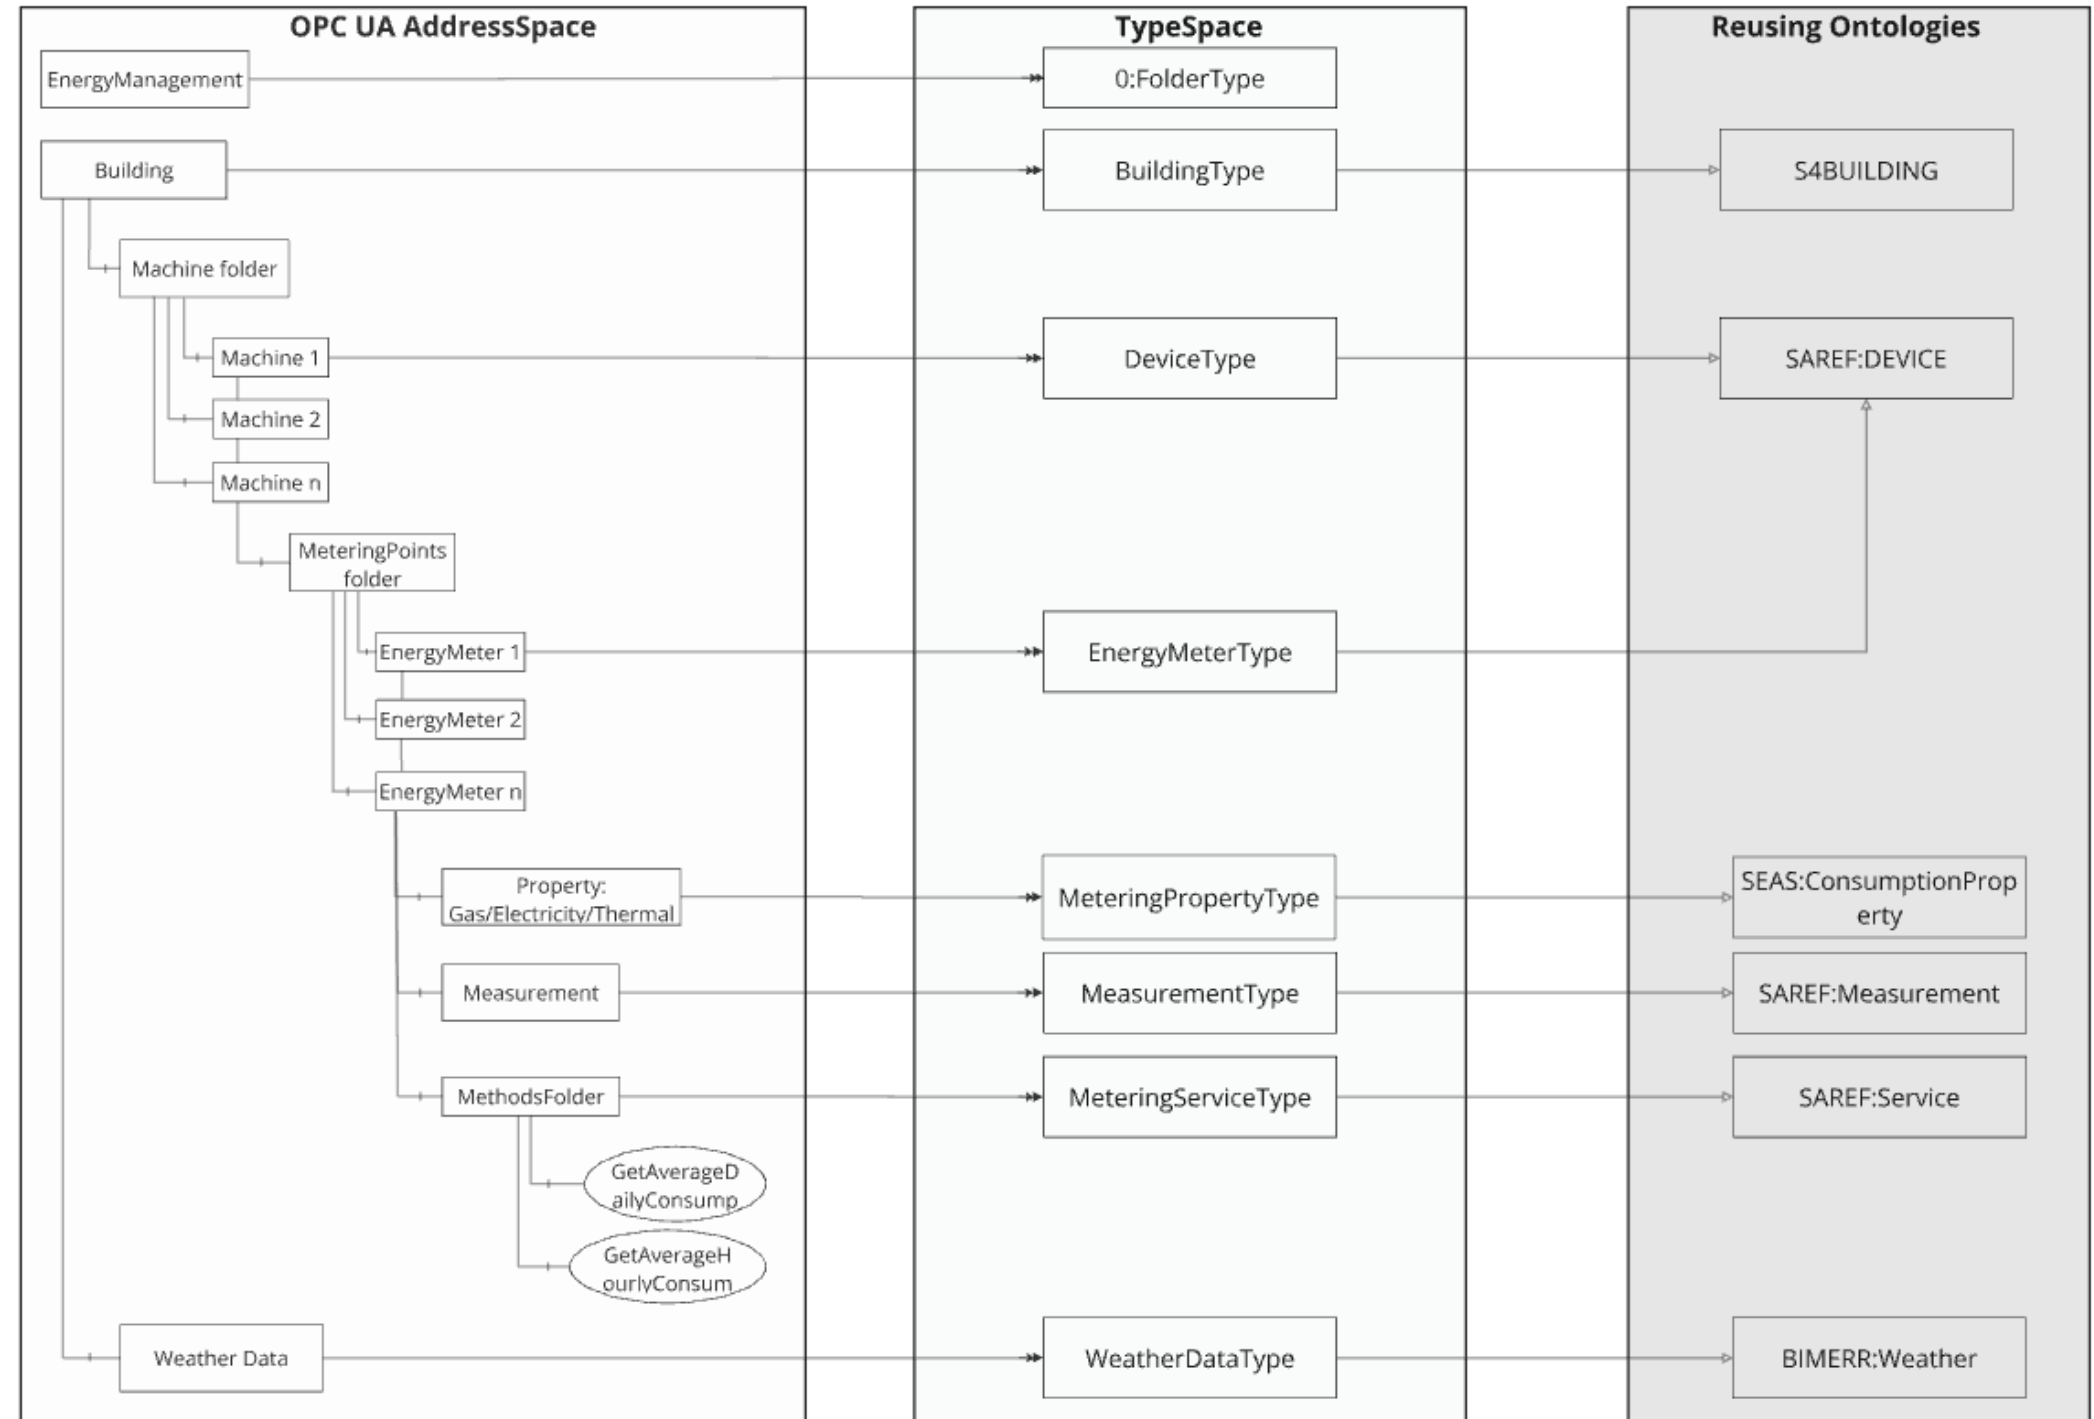 OPC UA AddressSpace
TypeSpace
Reusing Ontologies
EnergyManagement
0:FolderType
Building
BuildingType
S4BUILDING
Machine folder
Machine 1
DeviceType
SAREF:DEVICE
Machine 2
Machine n
MeteringPoints
folder
EnergyMeter 1
EnergyMeterType
EnergyMeter 2
EnergyMeter n
Property:
Gas/Electricity/Thermal
MeteringPropertyType
SEAS:ConsumptionProp
erty
Measurement
MeasurementType
SAREF:Measurement
MethodsFolder
MeteringServiceType
SAREF:Service
GetAverageD
ailyConsump
GetAverageH
ourlyConsum
Weather Data
WeatherDataType
BIMERR:Weather